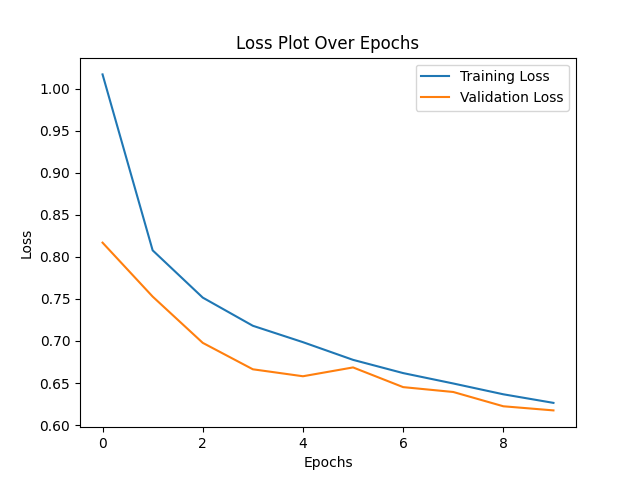 Loss Plot Over Epochs
Training Loss
Validation Loss
1.00
0.95
0.90
0.85
0.80
0.75
0.70
0.65
0.60
Loss
0 2 4 6 8
Epochs